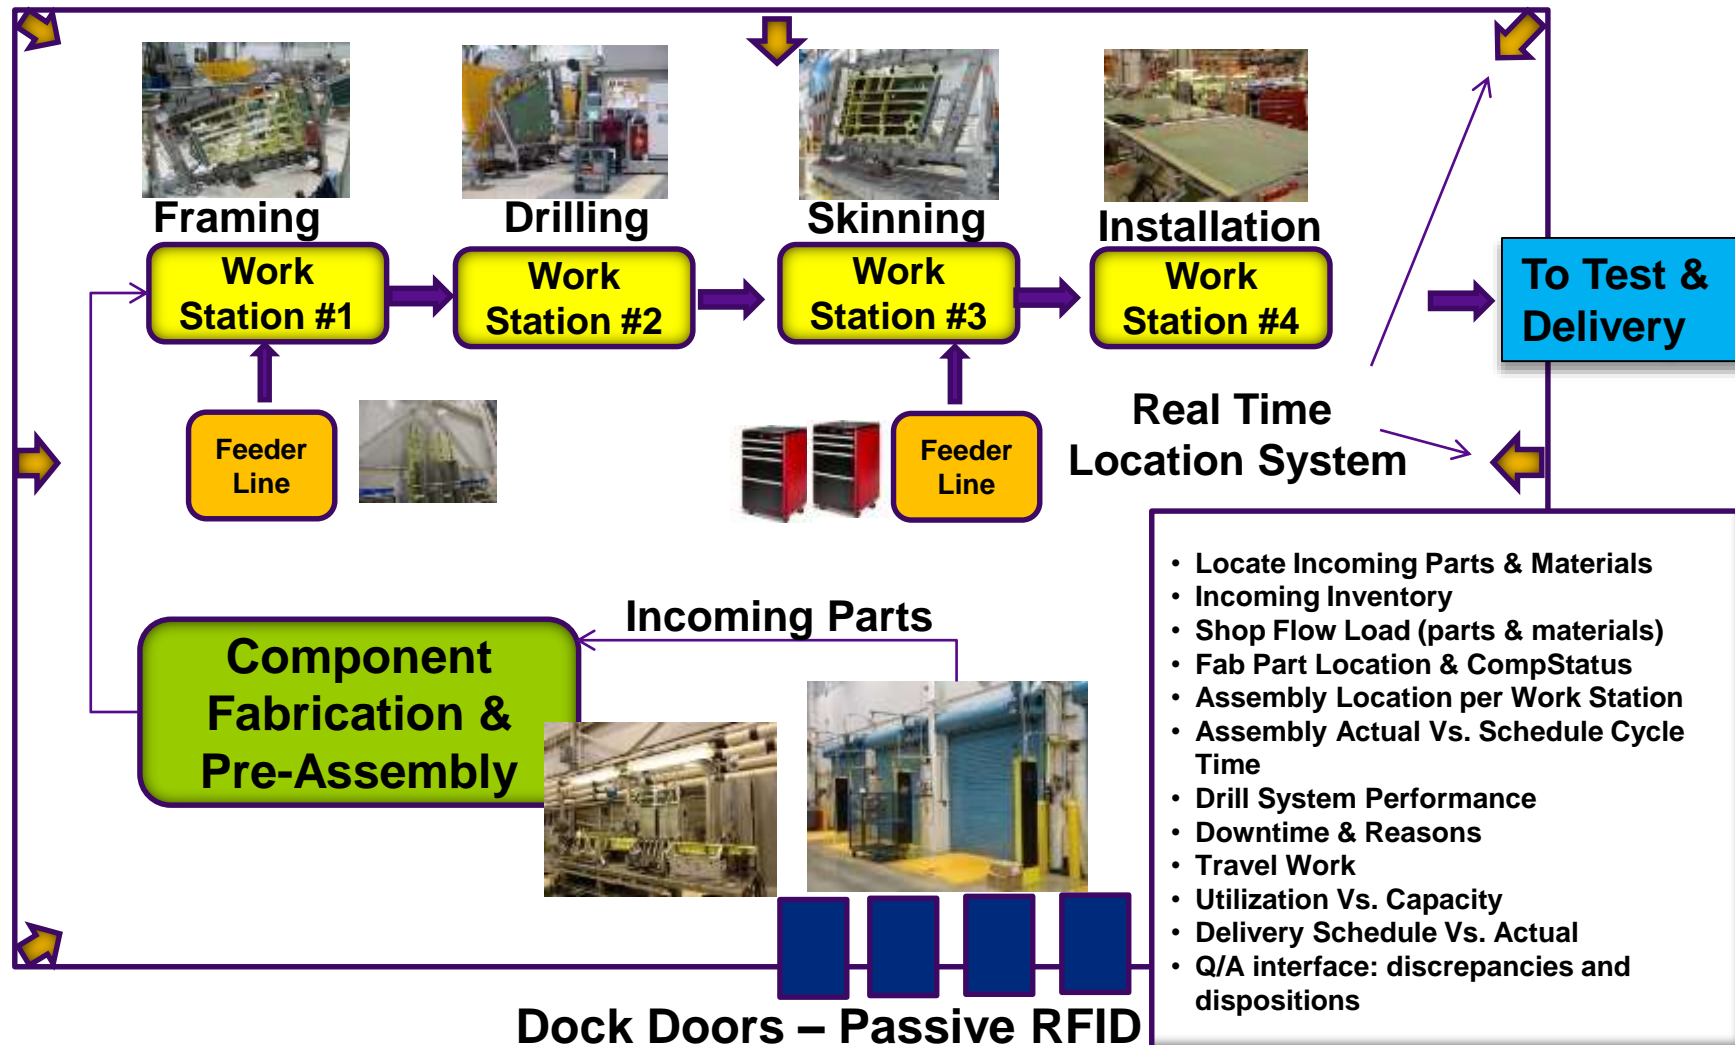 Framing
Drilling
Skinning
Installation
Work
Station #1
Work
Station #2
Work
Station #3
Work
Station #4
To Test &
Delivery
Feeder
Line
Feeder
Line
Real Time
Location System
Incoming Parts
Component
Fabrication &
Pre-Assembly
• Locate Incoming Parts & Materials
• Incoming Inventory
• Shop Flow Load (parts & materials)
• Fab Part Location & CompStatus
• Assembly Location per Work Station
• Assembly Actual Vs. Schedule Cycle
Time
• Drill System Performance
• Downtime & Reasons
• Travel Work
• Utilization Vs. Capacity
• Delivery Schedule Vs. Actual
• Q/A interface: discrepancies and
dispositions
Dock Doors – Passive RFID